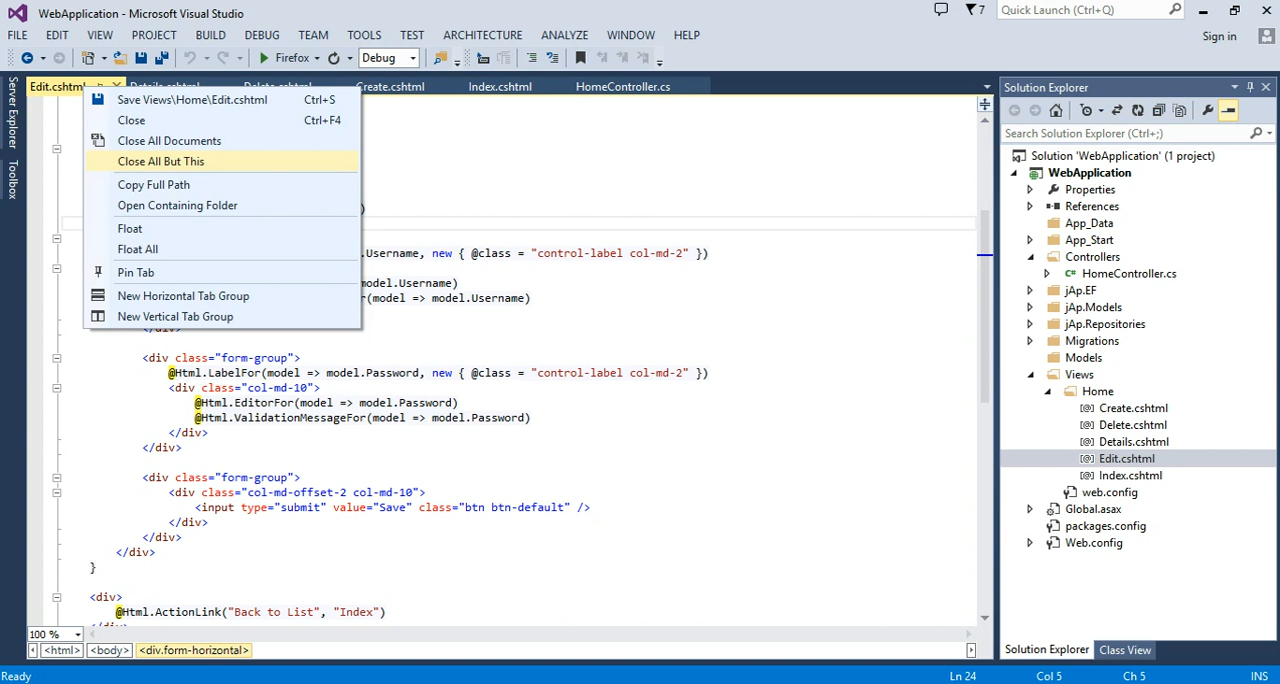 WebApplication - Microsoft Visual Studio
7
Quick Launch (Ctrl+Q)
FILE EDIT VIEW PROJECT BUILD DEBUG TEAM TOOLS TEST ARCHITECTURE ANALYZE WINDOW HELP
Sign in
Firefox
Debug
Server Explorer
Toolbox
Edit.cshtml Details.cshtml Delete.cshtml Create.cshtml Index.cshtml HomeController.cs
Save Views\Home\Edit.cshtml Ctrl+S
Close Ctrl+F4
Close All Documents
Close All But This
Copy Full Path
Open Containing Folder
Float
Float All
Pin Tab
New Horizontal Tab Group
New Vertical Tab Group
)
.Username, new { @class = "control-label col-md-2" })
model.Username)
r(model => model.Username)
</div>
<div class="form-group">
@Html.LabelFor(model => model.Password, new { @class = "control-label col-md-2" })
<div class="col-md-10">
@Html.EditorFor(model => model.Password)
@Html.ValidationMessageFor(model => model.Password)
</div>
</div>
<div class="form-group">
<div class="col-md-offset-2 col-md-10">
<input type="submit" value="Save" class="btn btn-default" />
</div>
</div>
</div>
}
<div>
@Html.ActionLink("Back to List", "Index")
</div>
100 %
<html> <body> <div.form-horizontal>
Solution Explorer
Search Solution Explorer (Ctrl+;)
Solution 'WebApplication' (1 project)
WebApplication
Properties
References
App_Data
App_Start
Controllers
HomeController.cs
jAp.EF
jAp.Models
jAp.Repositories
Migrations
Models
Views
Home
Create.cshtml
Delete.cshtml
Details.cshtml
Edit.cshtml
Index.cshtml
web.config
Global.asax
packages.config
Web.config
Solution Explorer Class View
Ready
Ln 24 Col 5 Ch 5 INS